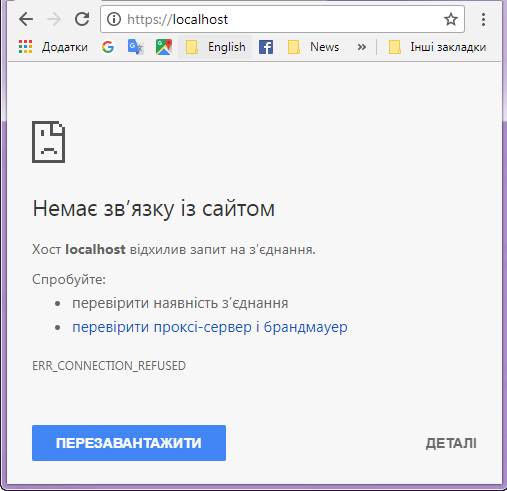 https://localhost
Додатки English News » Інші закладки
Немає зв’язку із сайтом
Хост localhost відхилив запит на з’єднання.
Спробуйте:
• перевірити наявність з’єднання
• перевірити проксі-сервер і брандмауер
ERR_CONNECTION_REFUSED
ПЕРЕЗАВАНТАЖИТИ ДЕТАЛІ